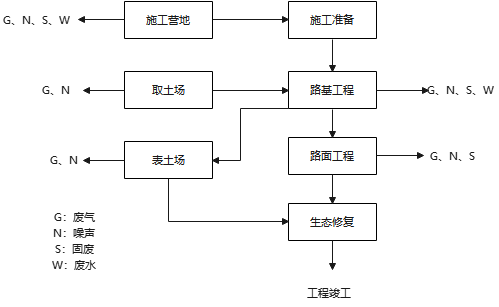 G、N、S、W
施工营地
施工准备
G、N
取土场
路基工程
G、N、S、W
G、N
表土场
路面工程
G、N、S
G：废气
N：噪声
S：固废
W：废水
生态修复
工程竣工